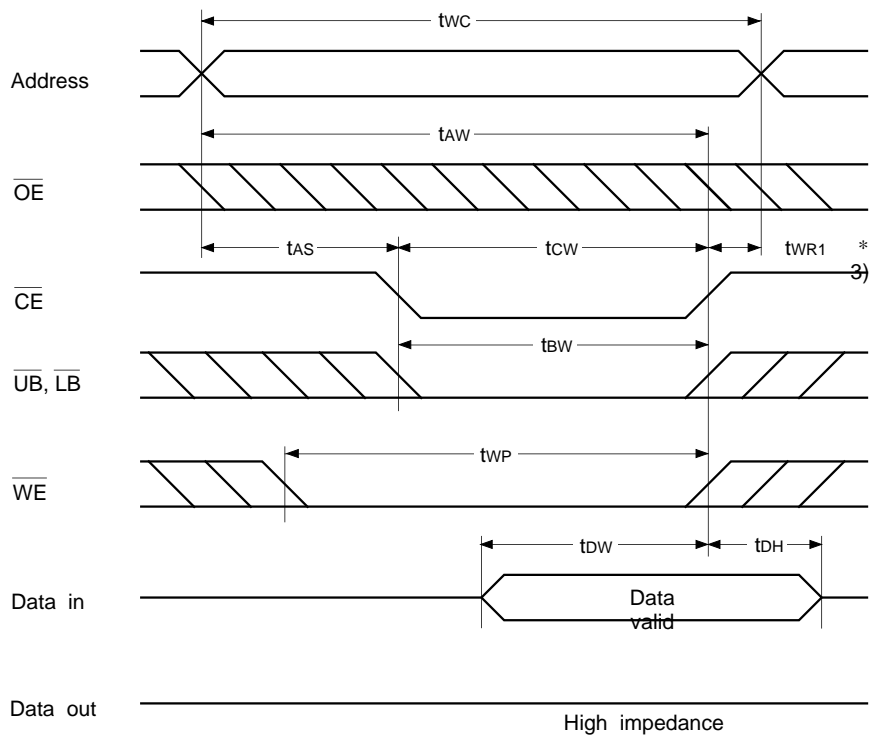 tWC
Address
tAW
OE
tAS tCW tWR1 *
3)
CE
tBW
UB, LB
tWP
WE
tDW tDH
Data in
Data
valid
Data out
High impedance